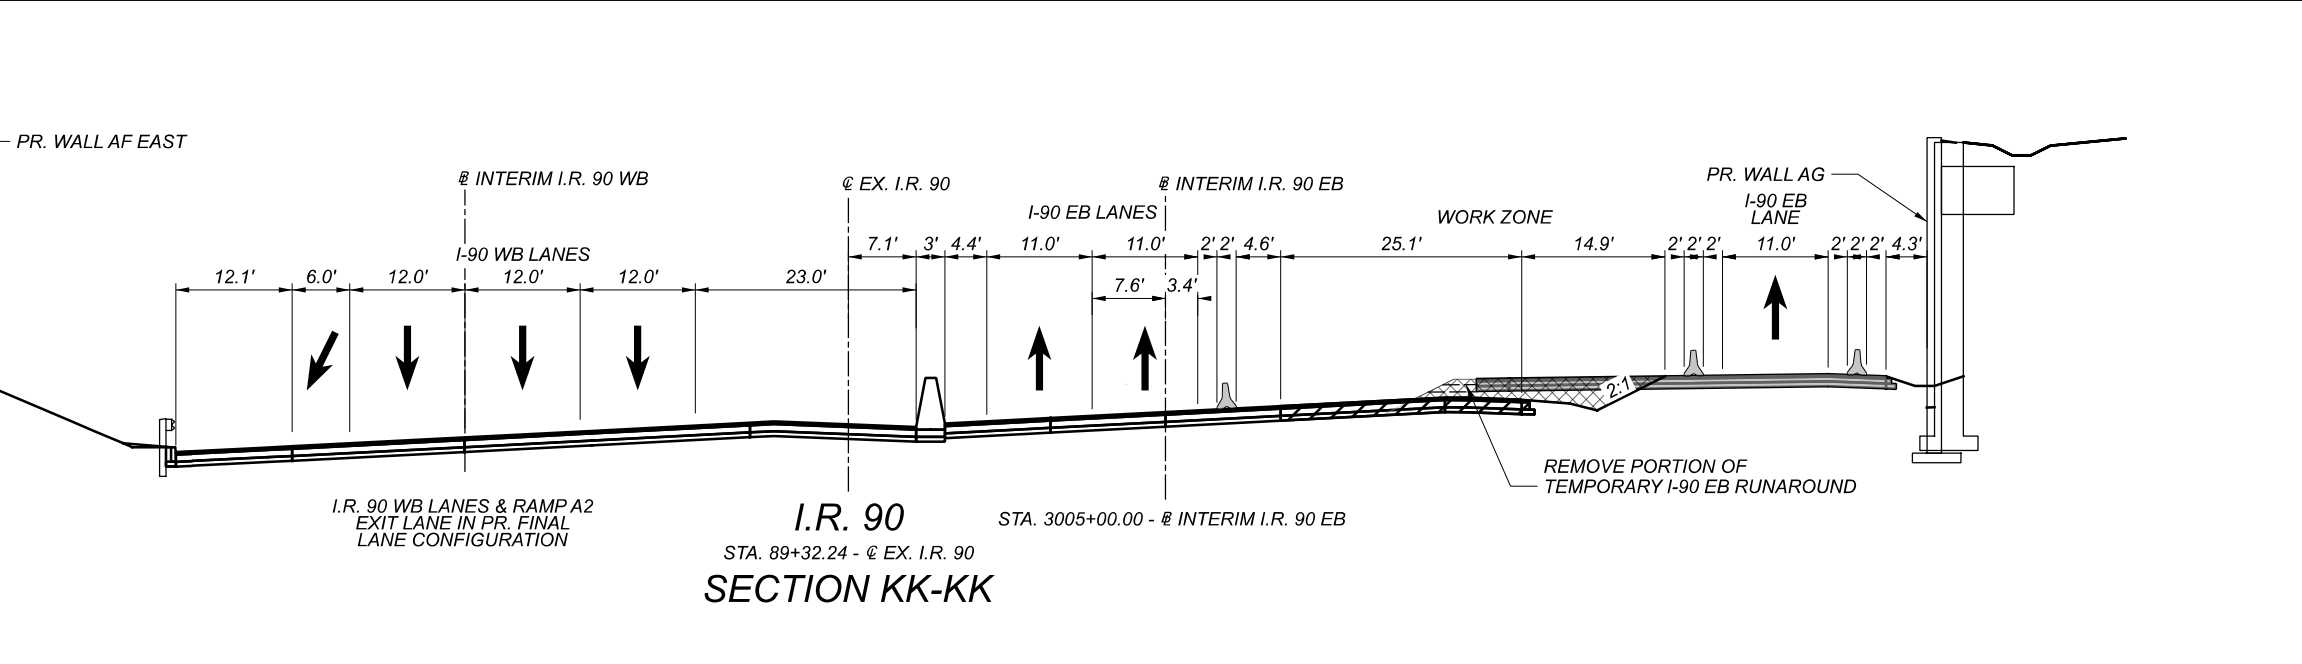 PR. WALL AF EAST
℄ EX. I.R. 90
INTERIM I.R. 90 WB
INTERIM I.R. 90 EB
PR. WALL AG
I-90 EB
LANE
I-90 EB LANES
WORK ZONE
I-90 WB LANES
7.1' 3' 4.4' 11.0' 11.0' 2' 2' 4.6' 25.1' 14.9' 2' 2' 2' 11.0' 2' 2' 2' 4.3'
12.1' 6.0' 12.0' 12.0' 12.0' 23.0' 7.6' 3.4'
2:1
REMOVE PORTION OF
TEMPORARY I-90 EB RUNAROUND
I.R. 90 WB LANES & RAMP A2
EXIT LANE IN PR. FINAL
LANE CONFIGURATION
I.R. 90
STA. 3005+00.00 - INTERIM I.R. 90 EB
STA. 89+32.24 - ℄ EX. I.R. 90
SECTION KK-KK